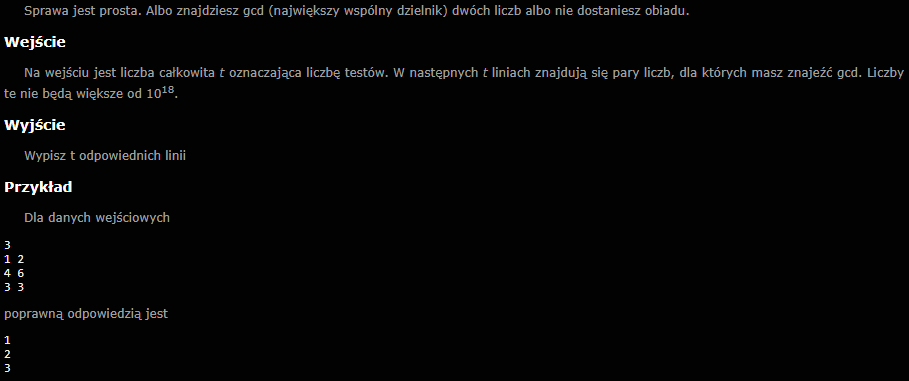 Sprawa jest prosta. Albo znajdziesz gcd (największy wspólny dzielnik) dwóch liczb albo nie dostaniesz obiadu.
Wejście
Na wejściu jest liczba całkowita t oznaczająca liczbę testów. W następnych t liniach znajdują się pary liczb, dla których masz znajeźć gcd. Liczby
te nie będą większe od 10^18.
Wyjście
Wypisz t odpowiednich linii
Przykład
Dla danych wejściowych
3
1 2
4 6
3 3
poprawną odpowiedzią jest
1
2
3